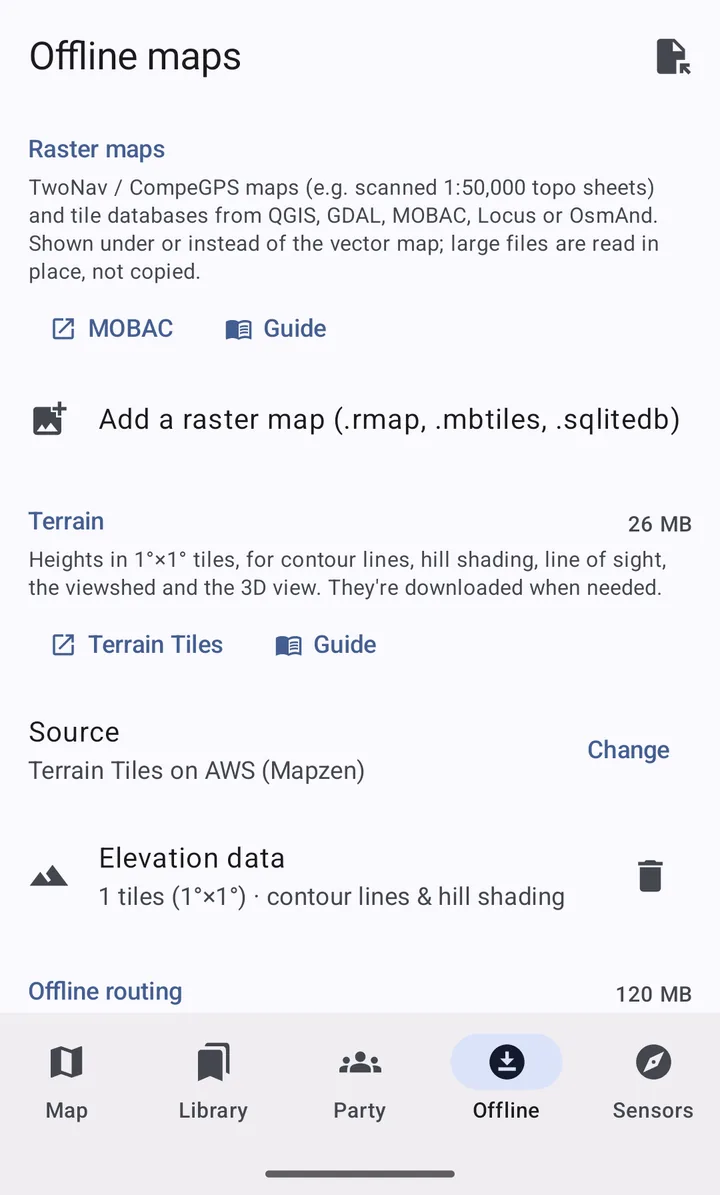 Offline maps
Raster maps
TwoNav / CompeGPS maps (e.g. scanned 1:50,000 topo sheets)
and tile databases from QGIS, GDAL, MOBAC, Locus or OsmAnd.
Shown under or instead of the vector map; large files are read in
place, not copied.
MOBAC Guide
Add a raster map (.rmap, .mbtiles, .sqlitedb)
Terrain 26 MB
Heights in 1°×1° tiles, for contour lines, hill shading, line of sight,
the viewshed and the 3D view. They're downloaded when needed.
Terrain Tiles Guide
Source
Terrain Tiles on AWS (Mapzen)
Change
Elevation data
1 tiles (1°×1°) · contour lines & hill shading
Offline routing 120 MB
Map Library Party Offline Sensors